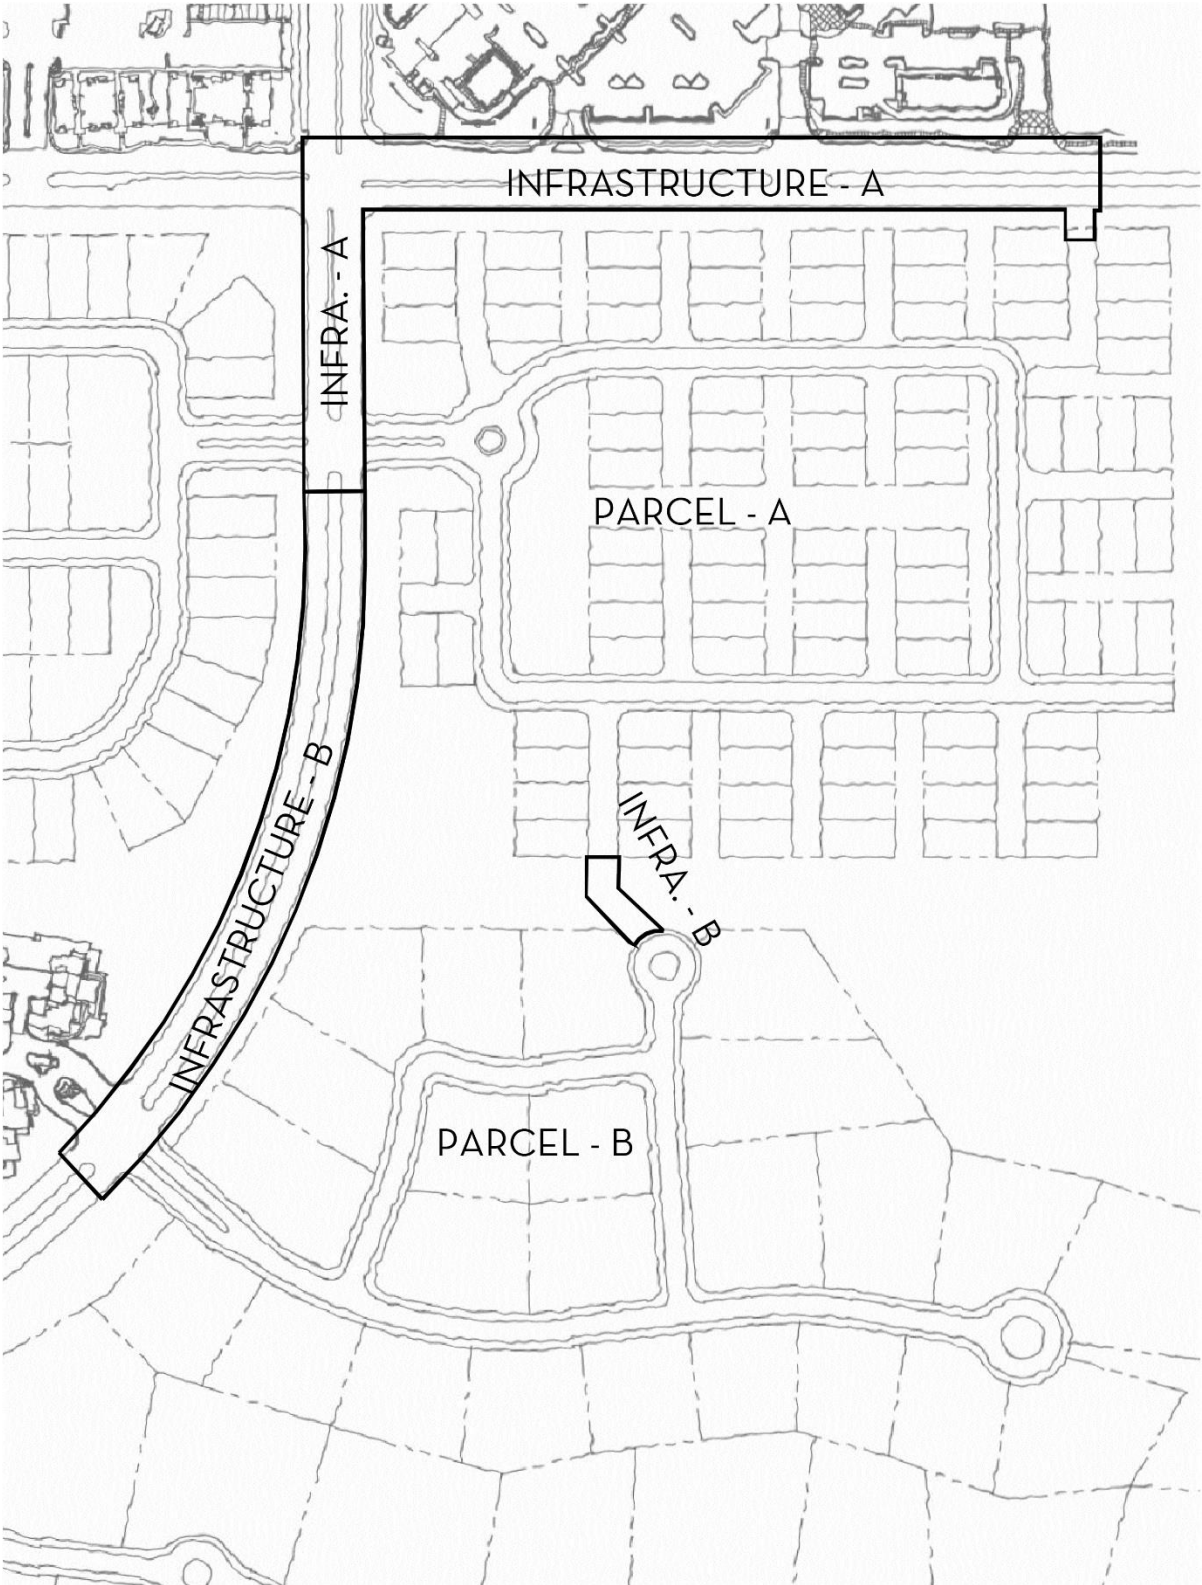 INFRASTRUCTURE - A
INFRA. - A
PARCEL - A
INFRASTRUCTURE - B
INFRA. - B
PARCEL - B